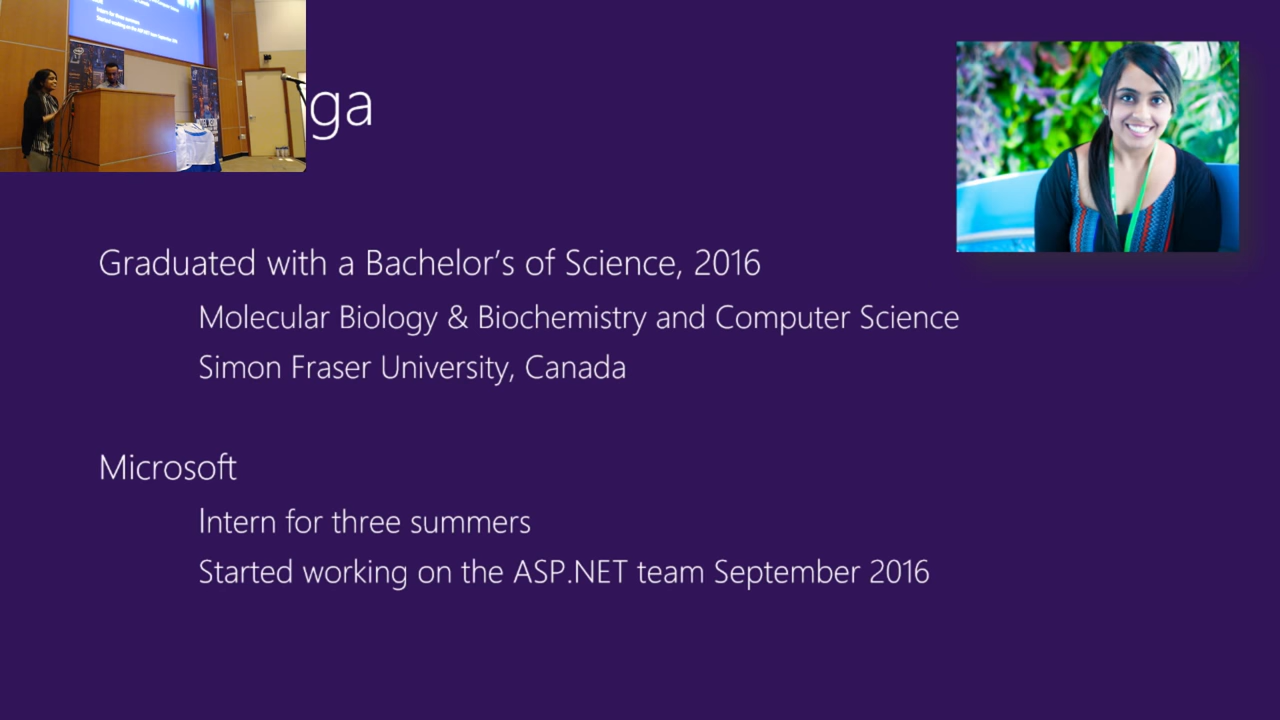 ga
Graduated with a Bachelor’s of Science, 2016
Molecular Biology & Biochemistry and Computer Science
Simon Fraser University, Canada
Microsoft
Intern for three summers
Started working on the ASP.NET team September 2016